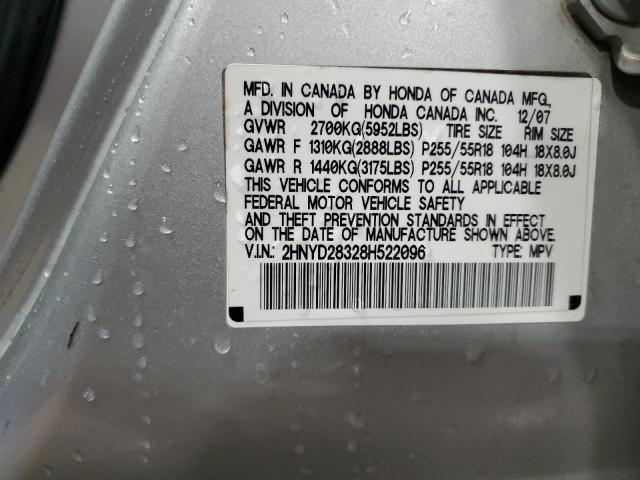 MFD. IN CANADA BY HONDA OF CANADA MFG.,
A DIVISION OF HONDA CANADA INC. 12/07
GVWR 2700KG(5952LBS) TIRE SIZE RIM SIZE
GAWR F 1310KG(2888LBS) P255/55R18 104H 18X8.0J
GAWR R 1440KG(3175LBS) P255/55R18 104H 18X8.0J
THIS VEHICLE CONFORMS TO ALL APPLICABLE
FEDERAL MOTOR VEHICLE SAFETY
AND THEFT PREVENTION STANDARDS IN EFFECT
ON THE DATE OF MANUFACTURE SHOWN ABOVE.
V.I.N.: 2HNYD28328H522096 TYPE: MPV